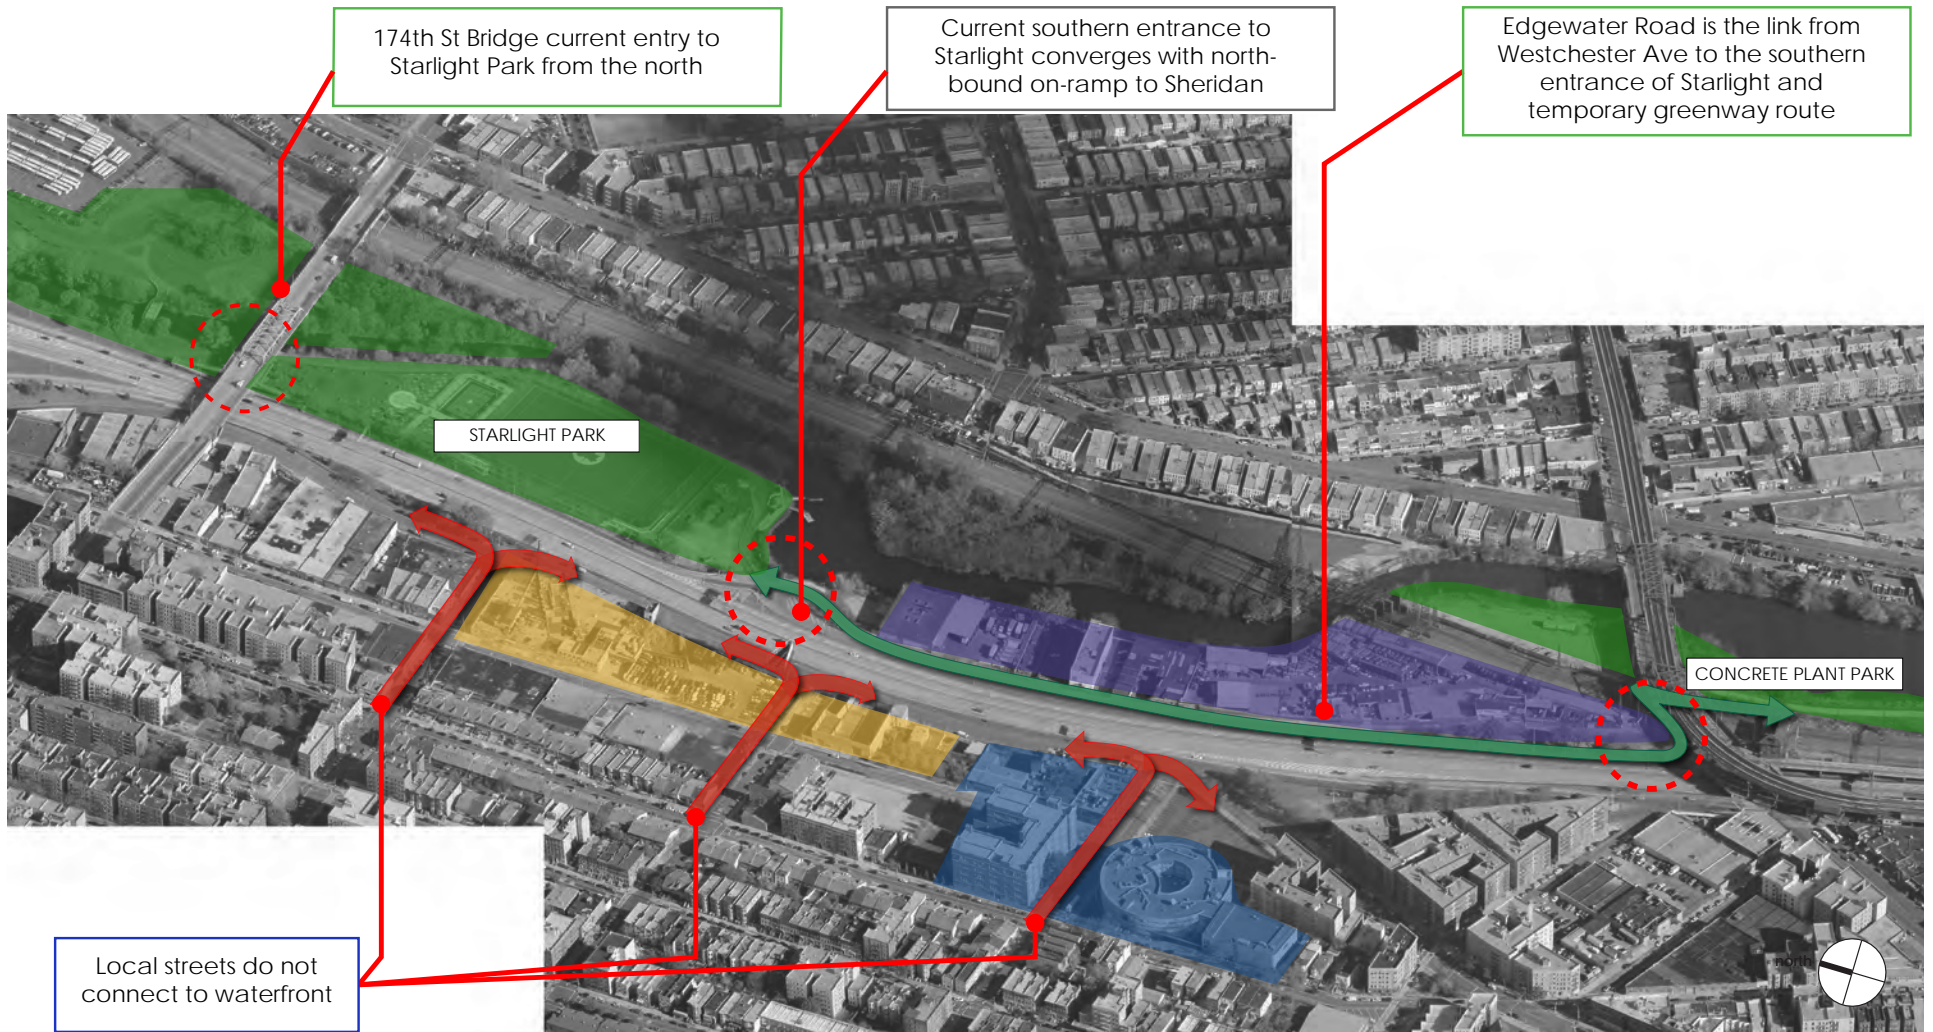 174th St Bridge current entry to
Starlight Park from the north
Current southern entrance to
Starlight converges with north-
bound on-ramp to Sheridan
Edgewater Road is the link from
Westchester Ave to the southern
entrance of Starlight and
temporary greenway route
STARLIGHT PARK
CONCRETE PLANT PARK
Local streets do not
connect to waterfront
north